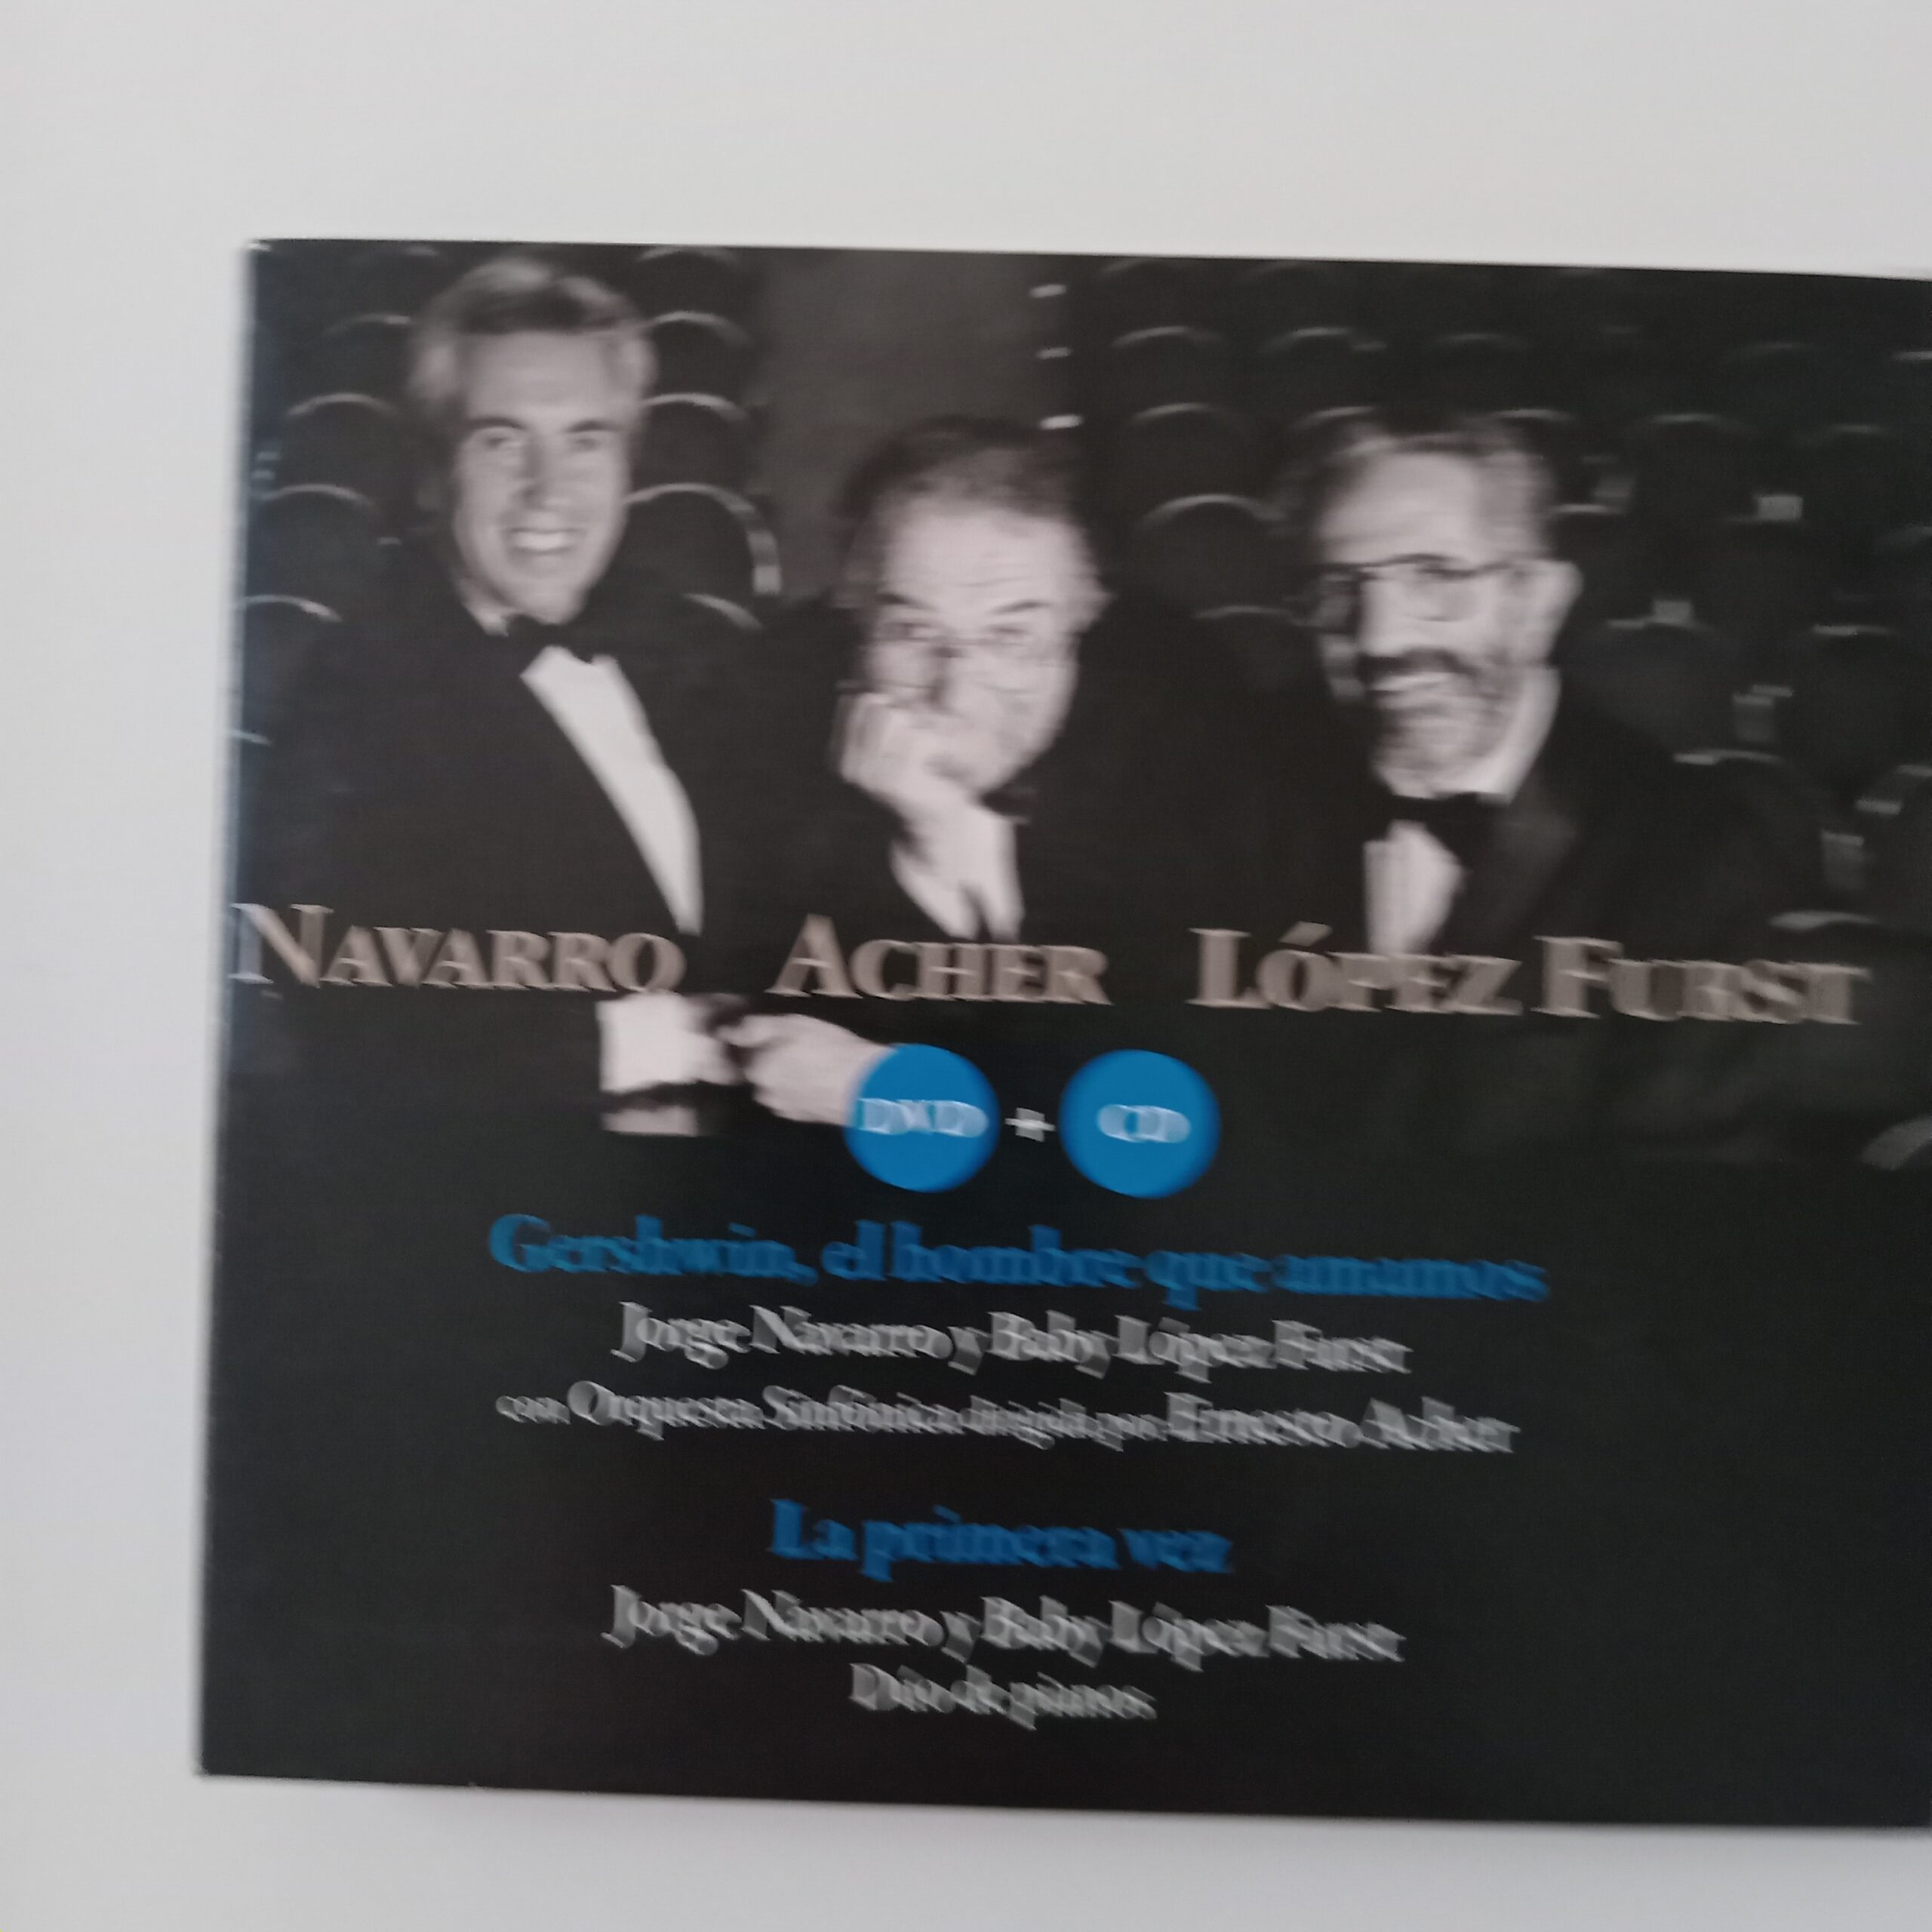 NAVARRO ACHER LÓPEZ FURST
DVD + CD
Gershwin, el hombre que amamos
Jorge Navarro y Baby López Furst
con Orquesta Sinfónica dirigida por Ernesto Acher
La primera vez
Jorge Navarro y Baby López Furst
Dúo de pianos